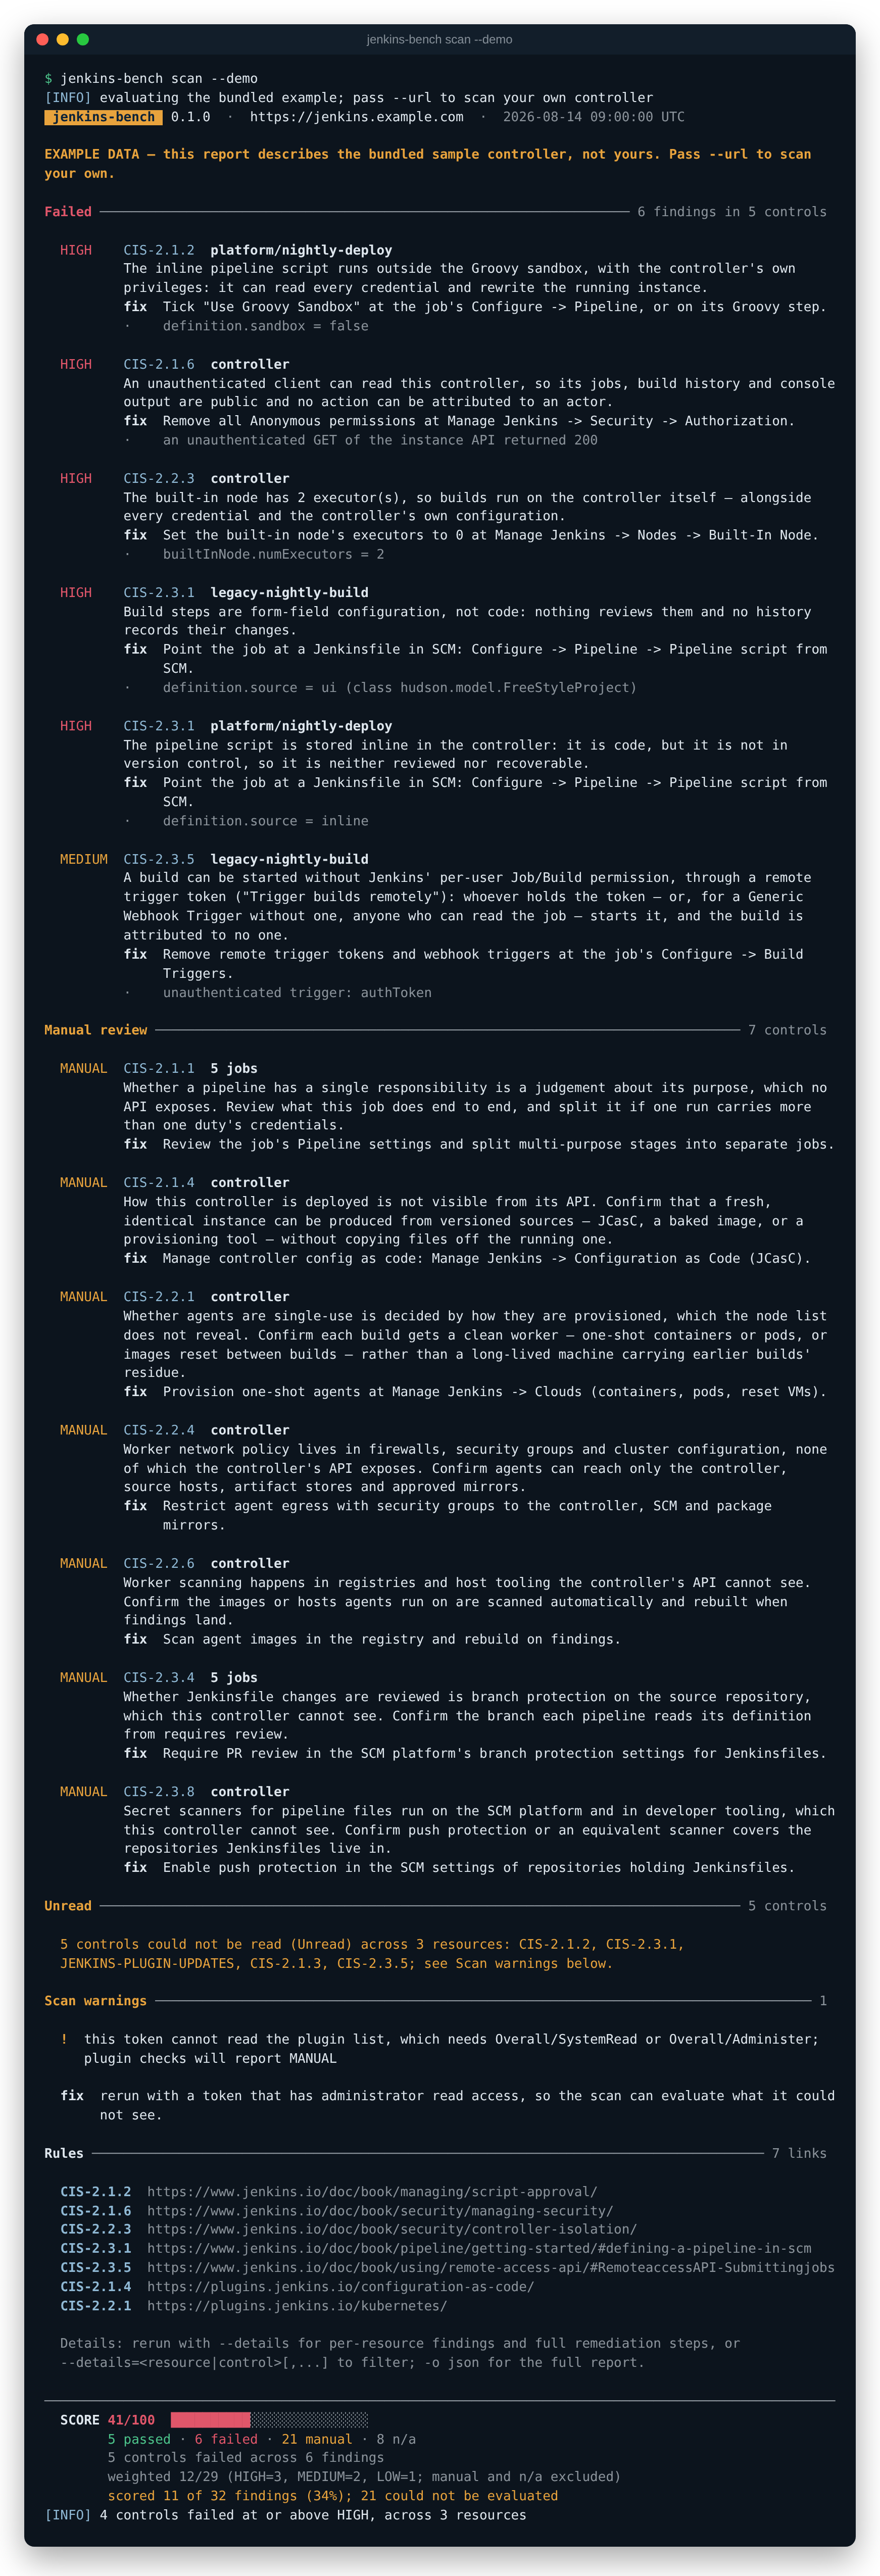 jenkins-bench scan --demo
$ jenkins-bench scan --demo
[INFO] evaluating the bundled example; pass --url to scan your own controller
jenkins-bench 0.1.0 · https://jenkins.example.com · 2026-08-14 09:00:00 UTC
EXAMPLE DATA — this report describes the bundled sample controller, not yours. Pass --url to scan
your own.
Failed 6 findings in 5 controls
HIGH CIS-2.1.2 platform/nightly-deploy
The inline pipeline script runs outside the Groovy sandbox, with the controller's own
privileges: it can read every credential and rewrite the running instance.
fix Tick "Use Groovy Sandbox" at the job's Configure -> Pipeline, or on its Groovy step.
· definition.sandbox = false
HIGH CIS-2.1.6 controller
An unauthenticated client can read this controller, so its jobs, build history and console
output are public and no action can be attributed to an actor.
fix Remove all Anonymous permissions at Manage Jenkins -> Security -> Authorization.
· an unauthenticated GET of the instance API returned 200
HIGH CIS-2.2.3 controller
The built-in node has 2 executor(s), so builds run on the controller itself — alongside
every credential and the controller's own configuration.
fix Set the built-in node's executors to 0 at Manage Jenkins -> Nodes -> Built-In Node.
· builtInNode.numExecutors = 2
HIGH CIS-2.3.1 legacy-nightly-build
Build steps are form-field configuration, not code: nothing reviews them and no history
records their changes.
fix Point the job at a Jenkinsfile in SCM: Configure -> Pipeline -> Pipeline script from
SCM.
· definition.source = ui (class hudson.model.FreeStyleProject)
HIGH CIS-2.3.1 platform/nightly-deploy
The pipeline script is stored inline in the controller: it is code, but it is not in
version control, so it is neither reviewed nor recoverable.
fix Point the job at a Jenkinsfile in SCM: Configure -> Pipeline -> Pipeline script from
SCM.
· definition.source = inline
MEDIUM CIS-2.3.5 legacy-nightly-build
A build can be started without Jenkins' per-user Job/Build permission, through a remote
trigger token ("Trigger builds remotely"): whoever holds the token — or, for a Generic
Webhook Trigger without one, anyone who can read the job — starts it, and the build is
attributed to no one.
fix Remove remote trigger tokens and webhook triggers at the job's Configure -> Build
Triggers.
· unauthenticated trigger: authToken
Manual review 7 controls
MANUAL CIS-2.1.1 5 jobs
Whether a pipeline has a single responsibility is a judgement about its purpose, which no
API exposes. Review what this job does end to end, and split it if one run carries more
than one duty's credentials.
fix Review the job's Pipeline settings and split multi-purpose stages into separate jobs.
MANUAL CIS-2.1.4 controller
How this controller is deployed is not visible from its API. Confirm that a fresh,
identical instance can be produced from versioned sources — JCasC, a baked image, or a
provisioning tool — without copying files off the running one.
fix Manage controller config as code: Manage Jenkins -> Configuration as Code (JCasC).
MANUAL CIS-2.2.1 controller
Whether agents are single-use is decided by how they are provisioned, which the node list
does not reveal. Confirm each build gets a clean worker — one-shot containers or pods, or
images reset between builds — rather than a long-lived machine carrying earlier builds'
residue.
fix Provision one-shot agents at Manage Jenkins -> Clouds (containers, pods, reset VMs).
MANUAL CIS-2.2.4 controller
Worker network policy lives in firewalls, security groups and cluster configuration, none
of which the controller's API exposes. Confirm agents can reach only the controller,
source hosts, artifact stores and approved mirrors.
fix Restrict agent egress with security groups to the controller, SCM and package
mirrors.
MANUAL CIS-2.2.6 controller
Worker scanning happens in registries and host tooling the controller's API cannot see.
Confirm the images or hosts agents run on are scanned automatically and rebuilt when
findings land.
fix Scan agent images in the registry and rebuild on findings.
MANUAL CIS-2.3.4 5 jobs
Whether Jenkinsfile changes are reviewed is branch protection on the source repository,
which this controller cannot see. Confirm the branch each pipeline reads its definition
from requires review.
fix Require PR review in the SCM platform's branch protection settings for Jenkinsfiles.
MANUAL CIS-2.3.8 controller
Secret scanners for pipeline files run on the SCM platform and in developer tooling, which
this controller cannot see. Confirm push protection or an equivalent scanner covers the
repositories Jenkinsfiles live in.
fix Enable push protection in the SCM settings of repositories holding Jenkinsfiles.
Unread 5 controls
5 controls could not be read (Unread) across 3 resources: CIS-2.1.2, CIS-2.3.1,
JENKINS-PLUGIN-UPDATES, CIS-2.1.3, CIS-2.3.5; see Scan warnings below.
Scan warnings 1
! this token cannot read the plugin list, which needs Overall/SystemRead or Overall/Administer;
plugin checks will report MANUAL
fix rerun with a token that has administrator read access, so the scan can evaluate what it could
not see.
Rules 7 links
CIS-2.1.2 https://www.jenkins.io/doc/book/managing/script-approval/
CIS-2.1.6 https://www.jenkins.io/doc/book/security/managing-security/
CIS-2.2.3 https://www.jenkins.io/doc/book/security/controller-isolation/
CIS-2.3.1 https://www.jenkins.io/doc/book/pipeline/getting-started/#defining-a-pipeline-in-scm
CIS-2.3.5 https://www.jenkins.io/doc/book/using/remote-access-api/#RemoteaccessAPI-Submittingjobs
CIS-2.1.4 https://plugins.jenkins.io/configuration-as-code/
CIS-2.2.1 https://plugins.jenkins.io/kubernetes/
Details: rerun with --details for per-resource findings and full remediation steps, or
--details=<resource|control>[,...] to filter; -o json for the full report.
SCORE 41/100
5 passed · 6 failed · 21 manual · 8 n/a
5 controls failed across 6 findings
weighted 12/29 (HIGH=3, MEDIUM=2, LOW=1; manual and n/a excluded)
scored 11 of 32 findings (34%); 21 could not be evaluated
[INFO] 4 controls failed at or above HIGH, across 3 resources